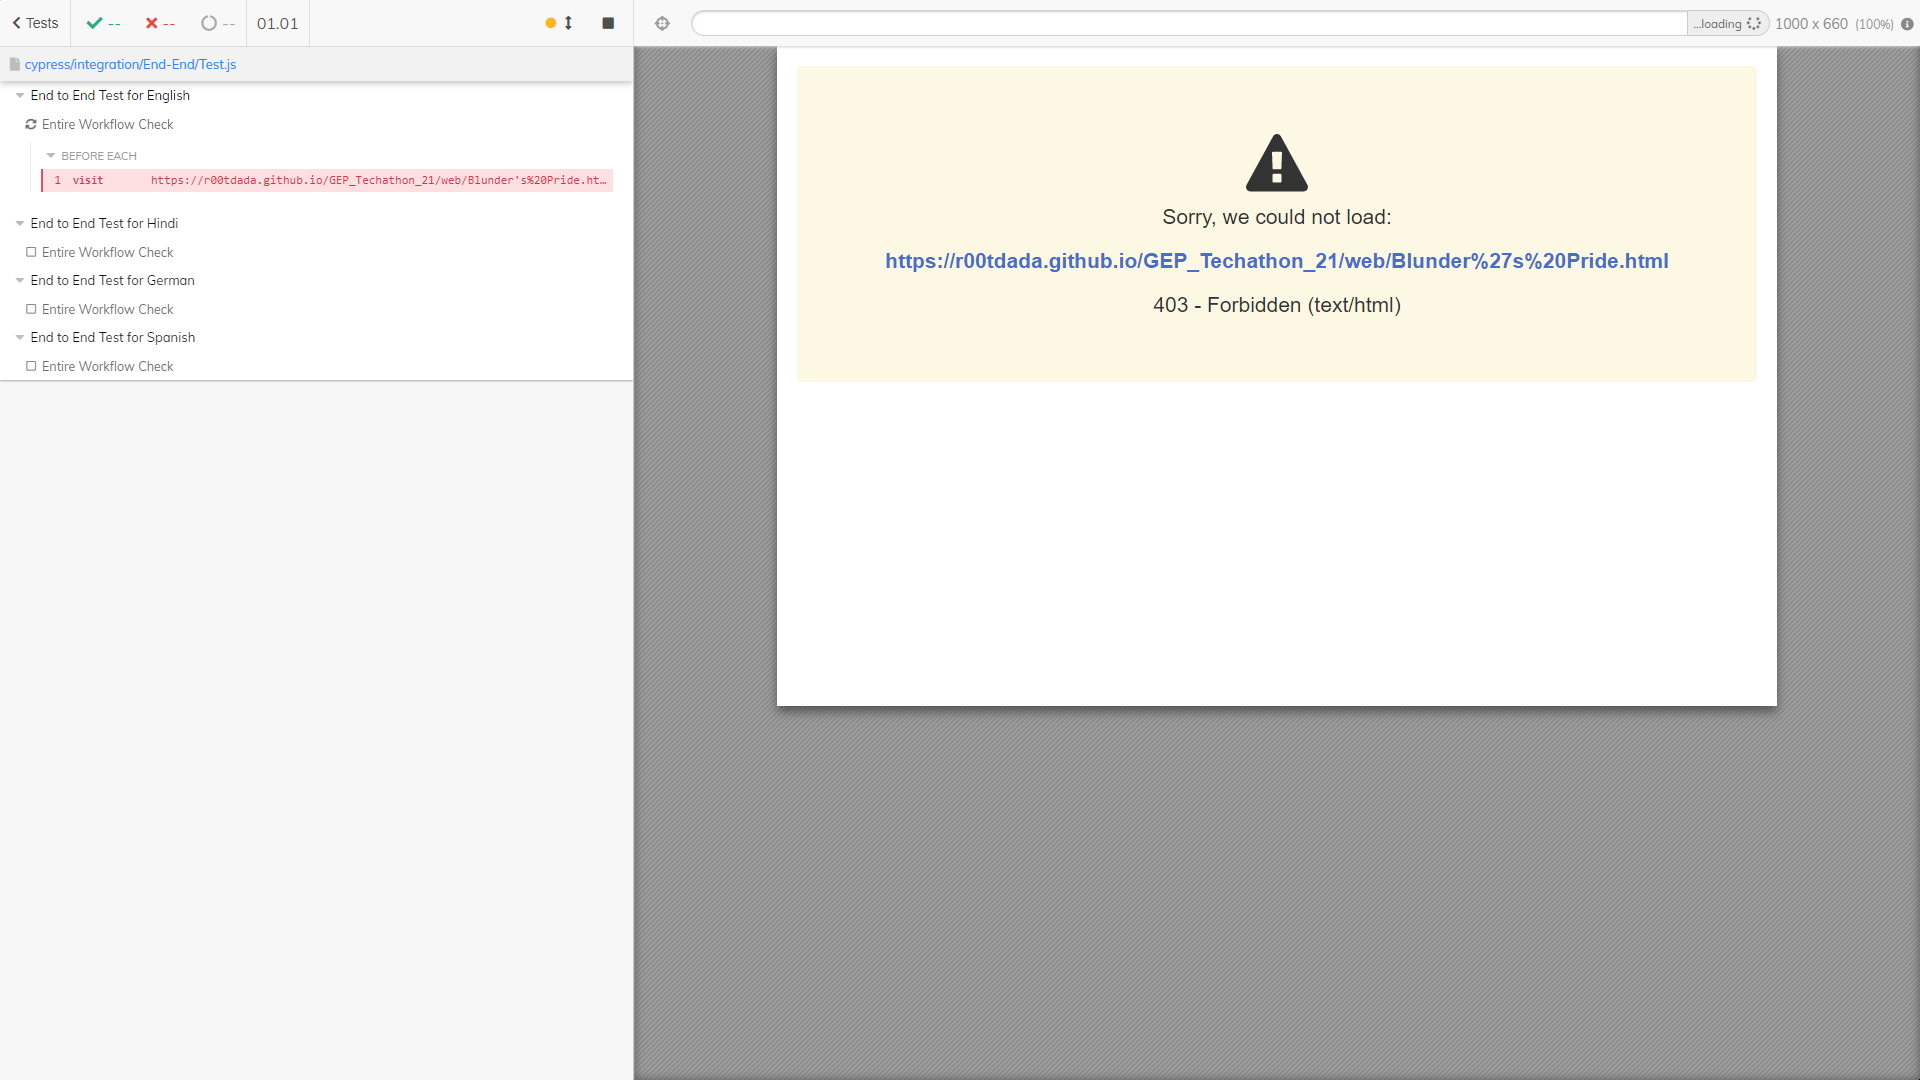 Tests -- -- -- 01.01
...loading 1000 x 660 (100%)
cypress/integration/End-End/Test.js
End to End Test for English
Entire Workflow Check
BEFORE EACH
1 visit https://r00tdada.github.io/GEP_Techathon_21/web/Blunder's%20Pride.ht…
End to End Test for Hindi
Entire Workflow Check
End to End Test for German
Entire Workflow Check
End to End Test for Spanish
Entire Workflow Check
Sorry, we could not load:
https://r00tdada.github.io/GEP_Techathon_21/web/Blunder%27s%20Pride.html
403 - Forbidden (text/html)